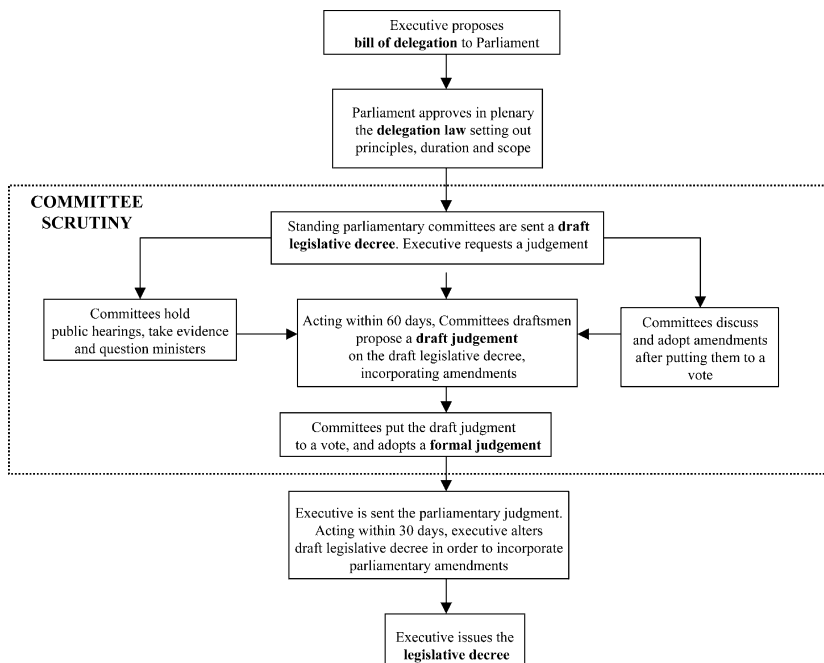 Executive proposes
bill of delegation to Parliament
Parliament approves in plenary
the delegation law setting out
principles, duration and scope
COMMITTEE
SCRUTINY
Standing parliamentary committees are sent a draft
legislative decree. Executive requests a judgement
Committees hold
public hearings, take evidence
and question ministers
Acting within 60 days, Committees draftsmen
propose a draft judgement
on the draft legislative decree,
incorporating amendments
Committees discuss
and adopt amendments
after putting them to a
vote
Committees put the draft judgment
to a vote, and adopts a formal judgement
Executive is sent the parliamentary judgment.
Acting within 30 days, executive alters
draft legislative decree in order to incorporate
parliamentary amendments
Executive issues the
legislative decree